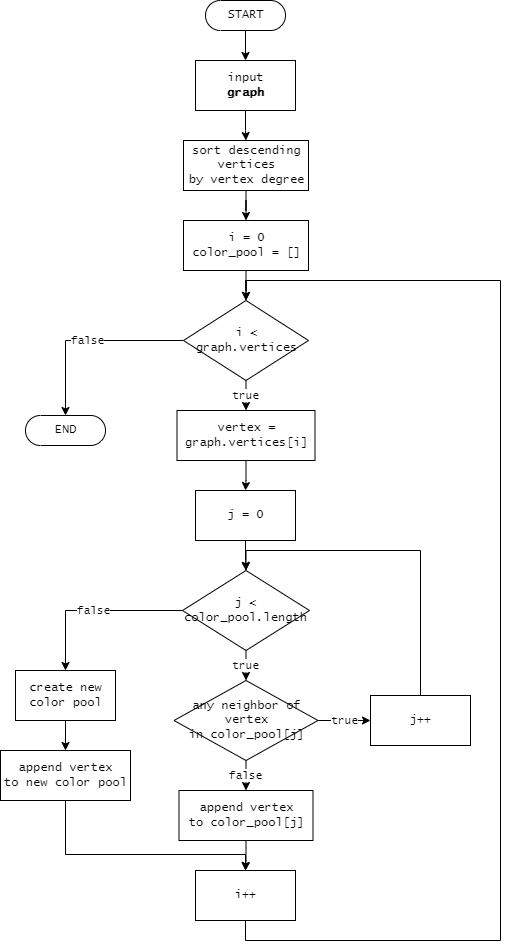 START
input
graph
sort descending
vertices
by vertex degree
i = 0
color_pool = []
i <
graph.vertices
false
true
END
vertex =
graph.vertices[i]
j = 0
j <
color_pool.length
false
true
create new
color pool
any neighbor of
vertex
in color_pool[j]
true
j++
append vertex
to new color pool
false
append vertex
to color_pool[j]
i++